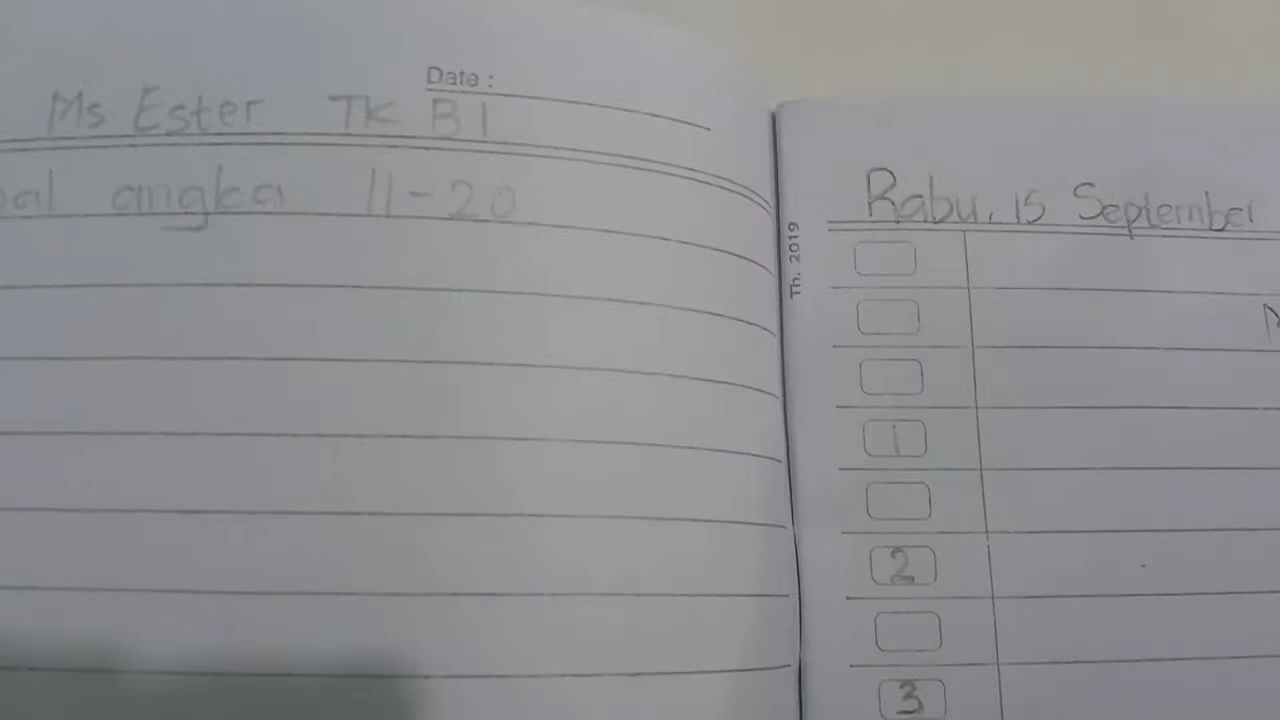 Date :
Ms. Ester TK B1
angka 11-20
Th. 2019
Rabu, 15 September
1
2
3